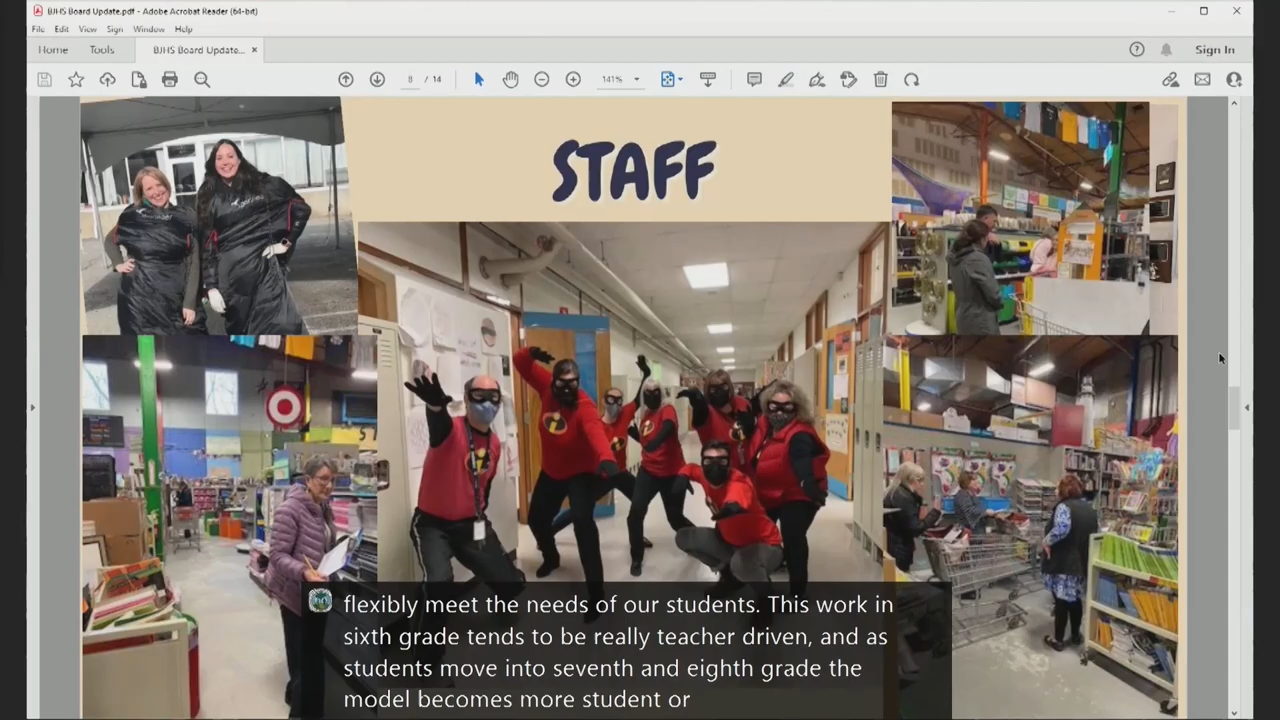 BJHS Board Update.pdf - Adobe Acrobat Reader (64-bit)
File Edit View Sign Window Help
Home Tools BJHS Board Update... × Sign In
8 / 14 141%
STAFF
flexibly meet the needs of our students. This work in
sixth grade tends to be really teacher driven, and as
students move into seventh and eighth grade the
model becomes more student or